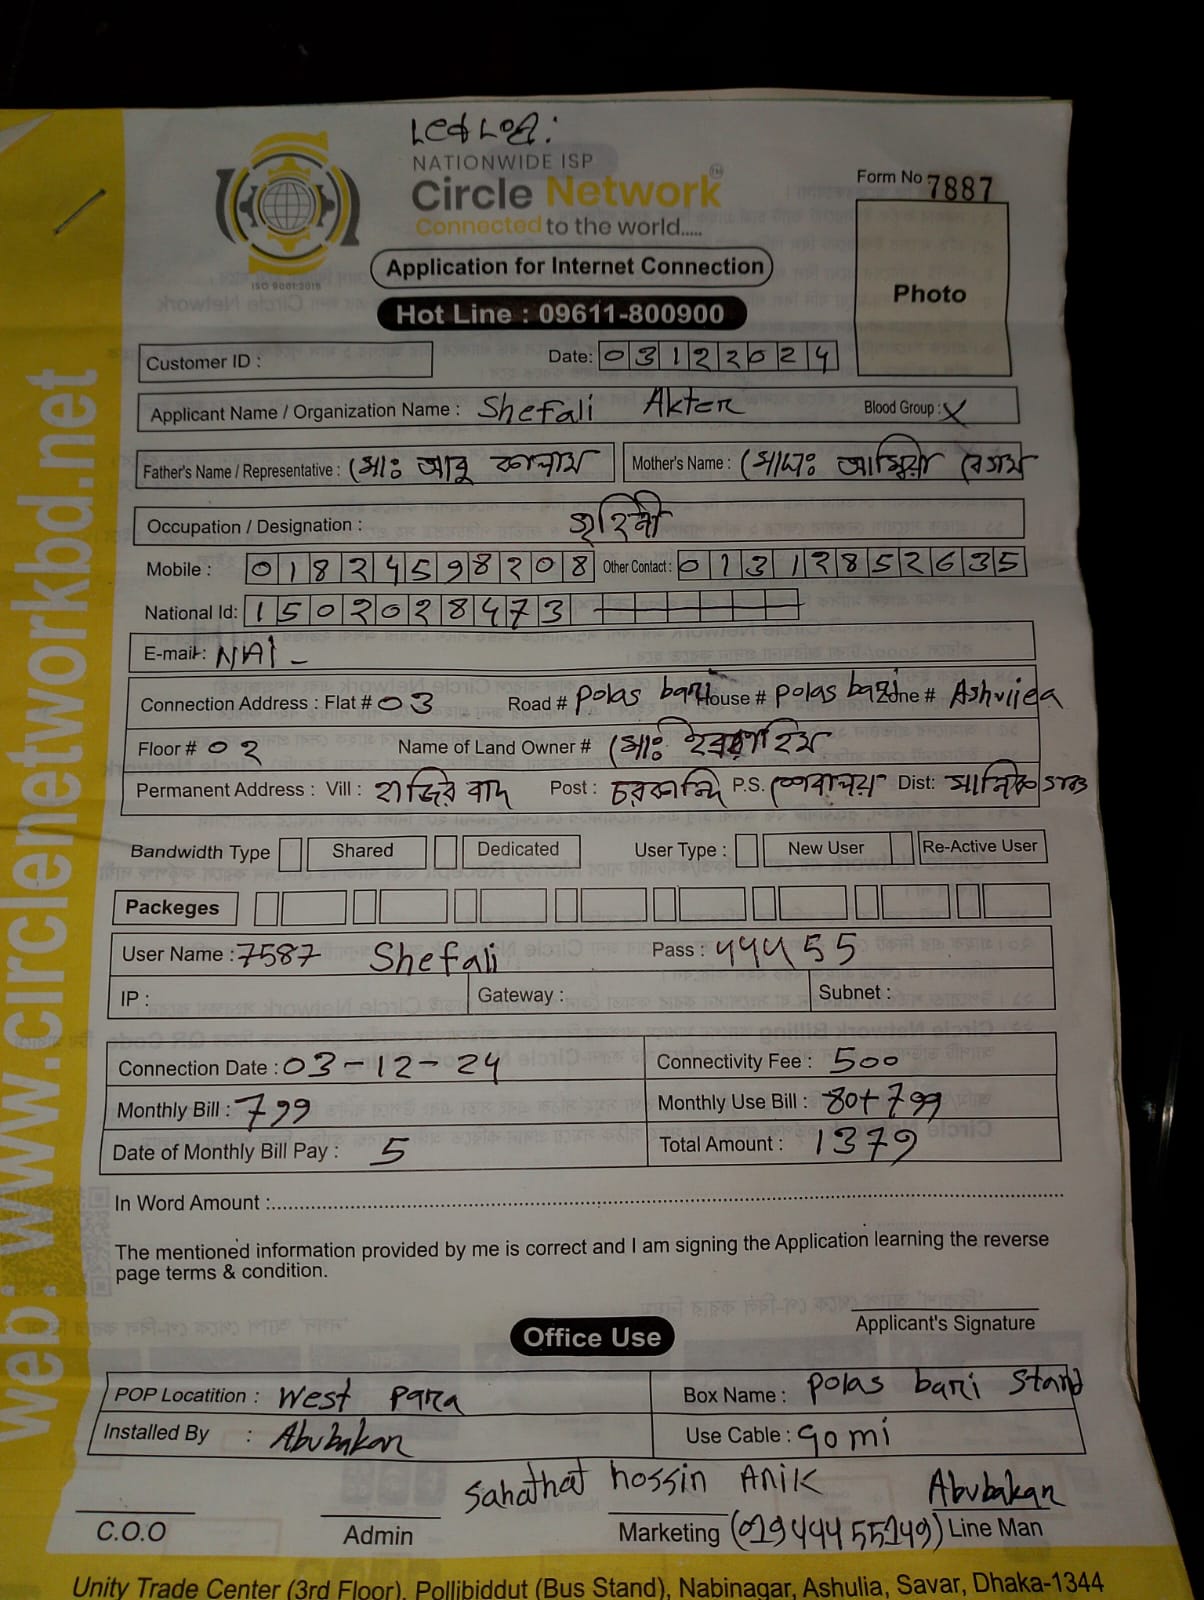 NATIONWIDE ISP
Circle Network
Connected to the world.....
ISO 9001:2015
Form No 7887
Photo
Application for Internet Connection
Hot Line : 09611-800900
Customer ID :
Date: 03122024
Applicant Name / Organization Name : Shefali Akter Blood Group : X
Father's Name / Representative : মোঃ আবু কালাম Mother's Name : মোছাঃ আম্বিয়া বেগম
Occupation / Designation : গৃহিণী
Mobile : 01824598208 Other Contact : 01312852635
National Id: 1502028473
E-mail : NAI
Connection Address : Flat # 03 Road # Polas bari House # Polas bari Zone # Ashuliea
Floor # 02 Name of Land Owner # মোঃ
Permanent Address : Vill : Post : P.S. Dist: মানিকগঞ্জ
Bandwidth Type Shared Dedicated User Type : New User Re-Active User
Packeges
User Name : 7587 Shefali Pass : 444455
IP : Gateway : Subnet :
Connection Date : 03-12-24 Connectivity Fee : 500
Monthly Bill : 799 Monthly Use Bill : 80+799
Date of Monthly Bill Pay : 5 Total Amount : 1379
In Word Amount :
The mentioned information provided by me is correct and I am signing the Application learning the reverse
page terms & condition.
Applicant's Signature
Office Use
POP Locatition : West Para Box Name : Polas bari Stand
Installed By : Abubakar Use Cable : 90 mi
Sahathat hossin Anik Abubakar
C.O.O Admin Marketing Line Man
Unity Trade Center (3rd Floor), Pollibiddut (Bus Stand), Nabinagar, Ashulia, Savar, Dhaka-1344
web: www.circlenetworkbd.net